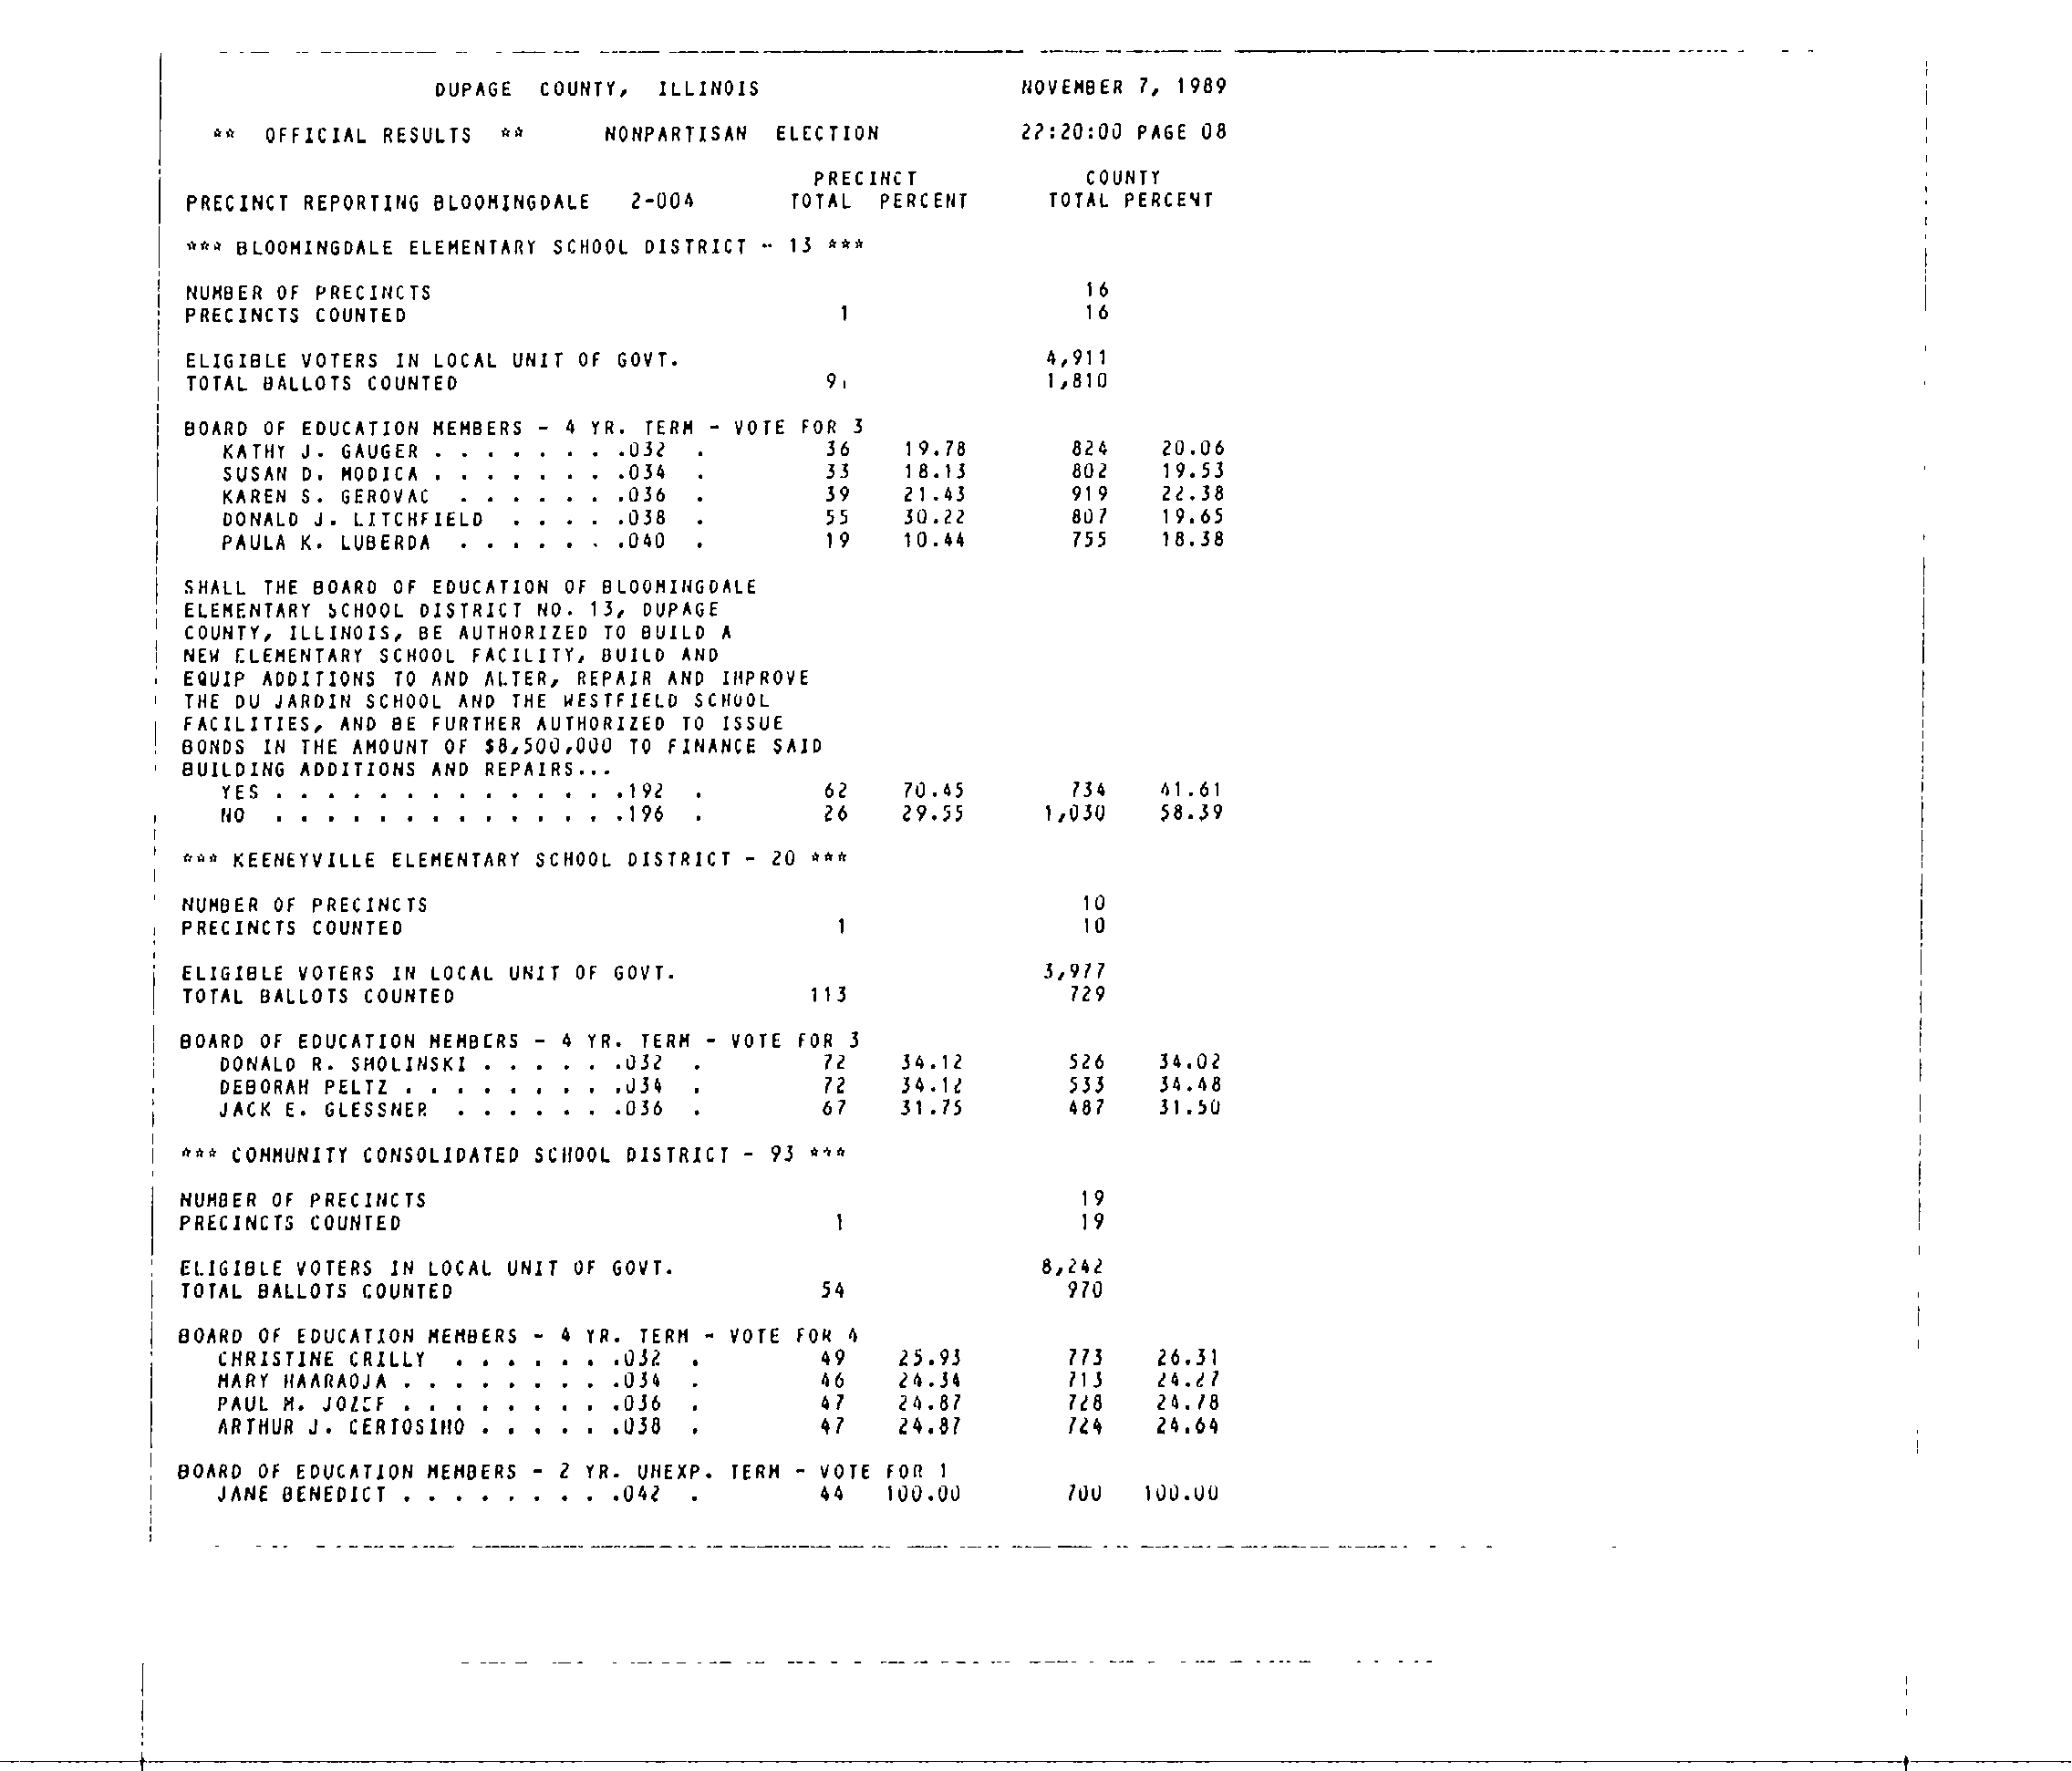 DUPAGE COUNTY, ILLINOIS NOVEMBER 7, 1989
** OFFICIAL RESULTS ** NONPARTISAN ELECTION 22:20:00 PAGE 08
PRECINCT COUNTY
PRECINCT REPORTING BLOOMINGDALE 2-004 TOTAL PERCENT TOTAL PERCENT
*** BLOOMINGDALE ELEMENTARY SCHOOL DISTRICT - 13 ***
NUMBER OF PRECINCTS 16
PRECINCTS COUNTED 1 16
ELIGIBLE VOTERS IN LOCAL UNIT OF GOVT. 4,911
TOTAL BALLOTS COUNTED 1,810
BOARD OF EDUCATION MEMBERS - 4 YR. TERM - VOTE FOR 3
KATHY J. GAUGER . . . . . . . .032 . 36 19.78 824 20.06
SUSAN D. MODICA . . . . . . . .034 . 33 18.13 802 19.53
KAREN S. GEROVAC . . . . . . .036 . 39 21.43 919 22.38
DONALD J. LITCHFIELD . . . . .038 . 55 30.22 807 19.65
PAULA K. LUBERDA . . . . . . .040 . 19 10.44 755 18.38
SHALL THE BOARD OF EDUCATION OF BLOOMINGDALE
ELEMENTARY SCHOOL DISTRICT NO. 13, DUPAGE
COUNTY, ILLINOIS, BE AUTHORIZED TO BUILD A
NEW ELEMENTARY SCHOOL FACILITY, BUILD AND
EQUIP ADDITIONS TO AND ALTER, REPAIR AND IMPROVE
THE DU JARDIN SCHOOL AND THE WESTFIELD SCHOOL
FACILITIES, AND BE FURTHER AUTHORIZED TO ISSUE
BONDS IN THE AMOUNT OF $8,500,000 TO FINANCE SAID
BUILDING ADDITIONS AND REPAIRS...
YES . . . . . . . . . . . . . .192 . 62 70.45 734 41.61
NO . . . . . . . . . . . . . .196 . 26 29.55 1,030 58.39
*** KEENEYVILLE ELEMENTARY SCHOOL DISTRICT - 20 ***
NUMBER OF PRECINCTS 10
PRECINCTS COUNTED 1 10
ELIGIBLE VOTERS IN LOCAL UNIT OF GOVT. 3,977
TOTAL BALLOTS COUNTED 113 729
BOARD OF EDUCATION MEMBERS - 4 YR. TERM - VOTE FOR 3
DONALD R. SMOLINSKI . . . . . .032 . 72 34.12 526 34.02
DEBORAH PELTZ . . . . . . . . .034 . 72 34.12 533 34.48
JACK E. GLESSNER . . . . . . .036 . 67 31.75 487 31.50
*** COMMUNITY CONSOLIDATED SCHOOL DISTRICT - 93 ***
NUMBER OF PRECINCTS 19
PRECINCTS COUNTED 1 19
ELIGIBLE VOTERS IN LOCAL UNIT OF GOVT. 8,242
TOTAL BALLOTS COUNTED 54 970
BOARD OF EDUCATION MEMBERS - 4 YR. TERM - VOTE FOR 4
CHRISTINE CRILLY . . . . . . .032 . 49 25.93 773 26.31
MARY HAARAOJA . . . . . . . . .034 . 46 24.34 713 24.27
PAUL M. JOZEF . . . . . . . . .036 . 47 24.87 728 24.78
ARTHUR J. CERTOSIMO . . . . . .038 . 47 24.87 724 24.64
BOARD OF EDUCATION MEMBERS - 2 YR. UNEXP. TERM - VOTE FOR 1
JANE BENEDICT . . . . . . . . .042 . 44 100.00 700 100.00